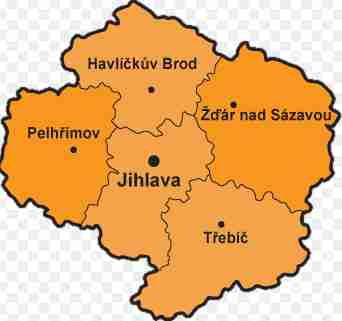 Havlíčkův Brod
Žďár nad Sázavou
Pelhřimov
Jihlava
Třebíč